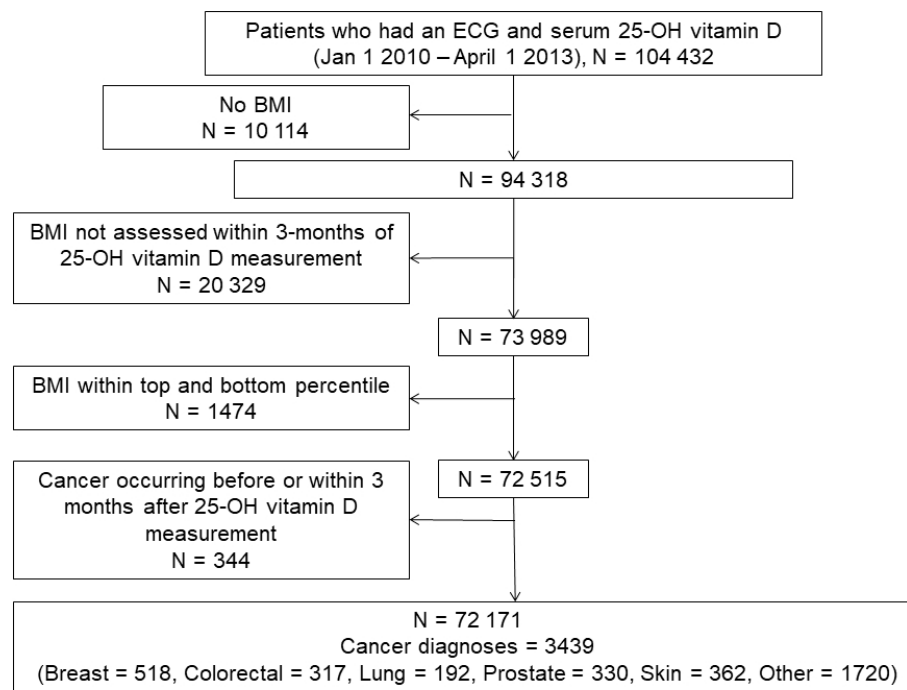 Patients who had an ECG and serum 25-OH vitamin D
(Jan 1 2010 – April 1 2013), N = 104 432
No BMI
N = 10 114
N = 94 318
BMI not assessed within 3-months of
25-OH vitamin D measurement
N = 20 329
N = 73 989
BMI within top and bottom percentile
N = 1474
N = 72 515
Cancer occurring before or within 3
months after 25-OH vitamin D
measurement
N = 344
N = 72 171
Cancer diagnoses = 3439
(Breast = 518, Colorectal = 317, Lung = 192, Prostate = 330, Skin = 362, Other = 1720)